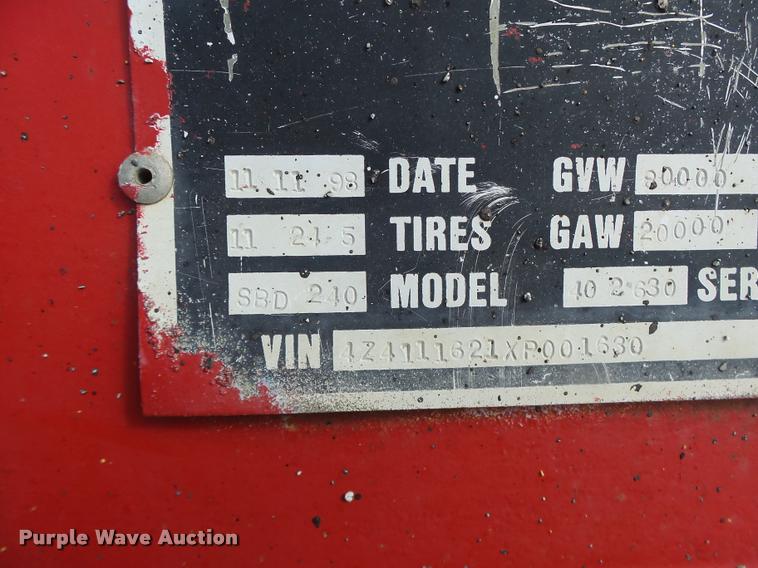 11 11 98 DATE GVW 80000
11 24 5 TIRES GAW 20000
SBD 240 MODEL 40 2630 SER
VIN 4Z4111621XP001630
Purple Wave Auction